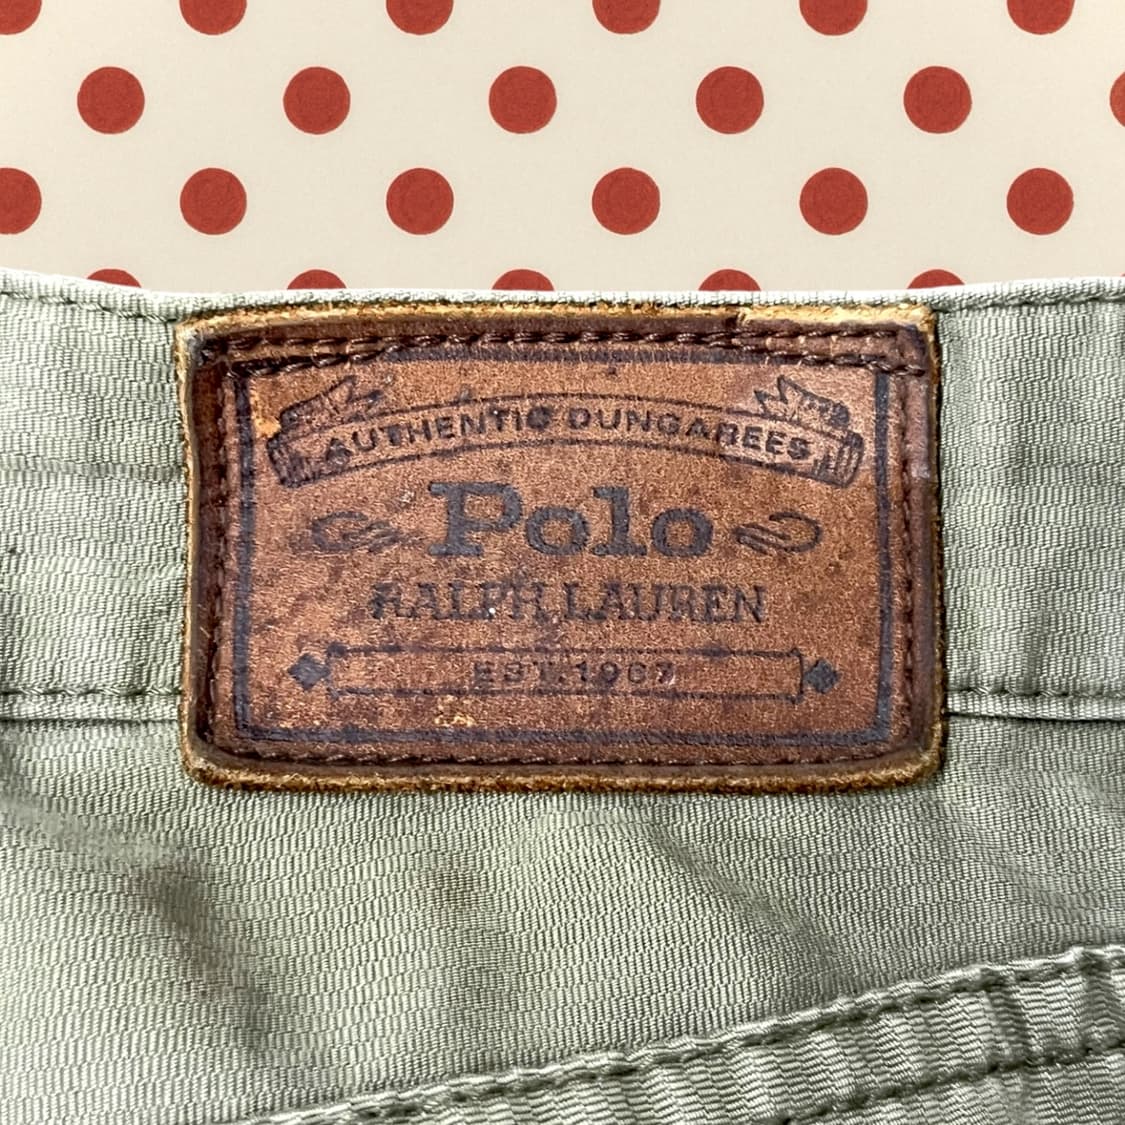 AUTHENTIC DUNGAREES
Polo
RALPH LAUREN
EST. 1967